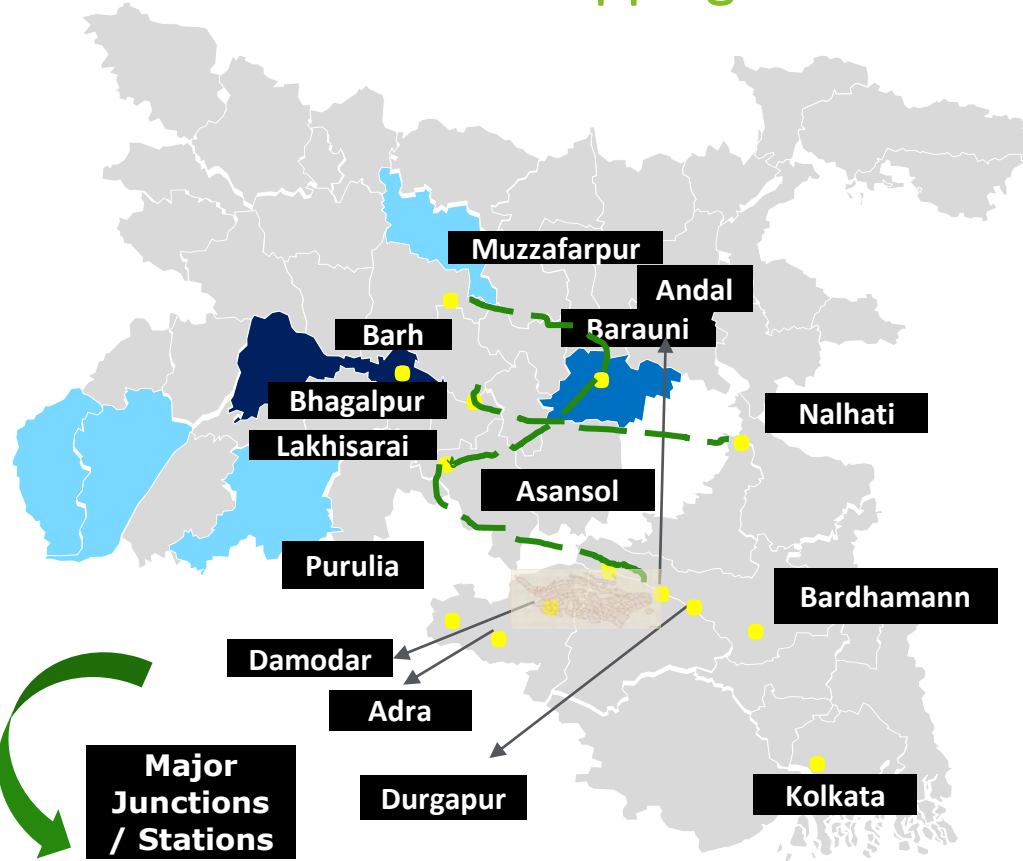 Muzzafarpur
Andal
Barauni
Barh
Bhagalpur
Nalhati
Lakhisarai
Asansol
Purulia
Bardhamann
Damodar
Adra
Major
Junctions
/ Stations
Durgapur
Kolkata